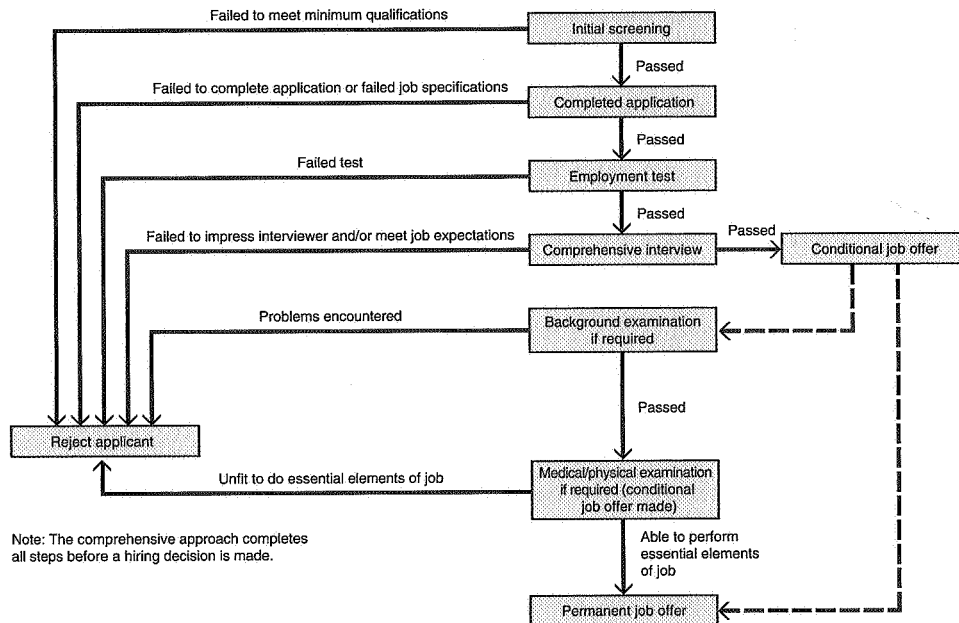 Failed to meet minimum qualifications
Initial screening
Passed
Failed to complete application or failed job specifications
Completed application
Passed
Failed test
Employment test
Passed
Failed to impress interviewer and/or meet job expectations
Comprehensive interview
Passed
Conditional job offer
Problems encountered
Background examination
if required
Passed
Reject applicant
Unfit to do essential elements of job
Medical/physical examination
if required (conditional
job offer made)
Note: The comprehensive approach completes
all steps before a hiring decision is made.
Able to perform
essential elements
of job
Permanent job offer